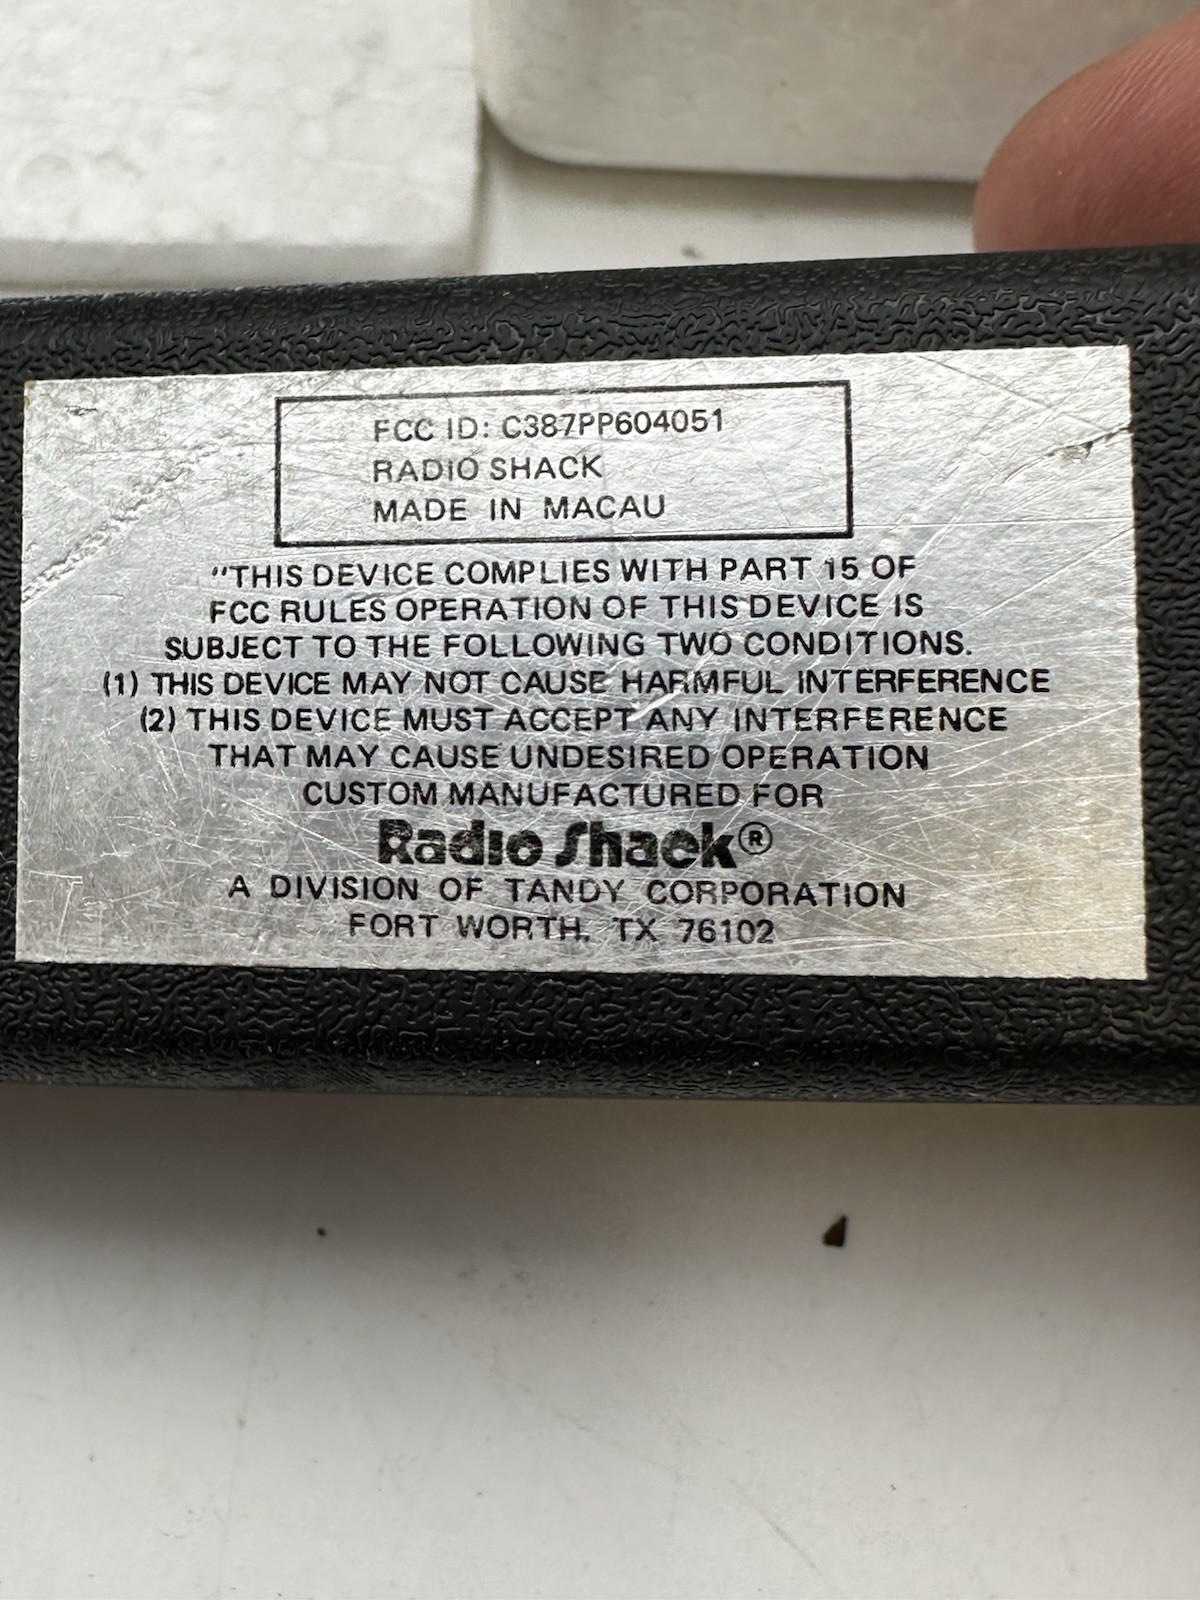 FCC ID: C387PP604051
RADIO SHACK
MADE IN MACAU
"THIS DEVICE COMPLIES WITH PART 15 OF
FCC RULES OPERATION OF THIS DEVICE IS
SUBJECT TO THE FOLLOWING TWO CONDITIONS.
(1) THIS DEVICE MAY NOT CAUSE HARMFUL INTERFERENCE
(2) THIS DEVICE MUST ACCEPT ANY INTERFERENCE
THAT MAY CAUSE UNDESIRED OPERATION
CUSTOM MANUFACTURED FOR
Radio Shack®
A DIVISION OF TANDY CORPORATION
FORT WORTH, TX 76102